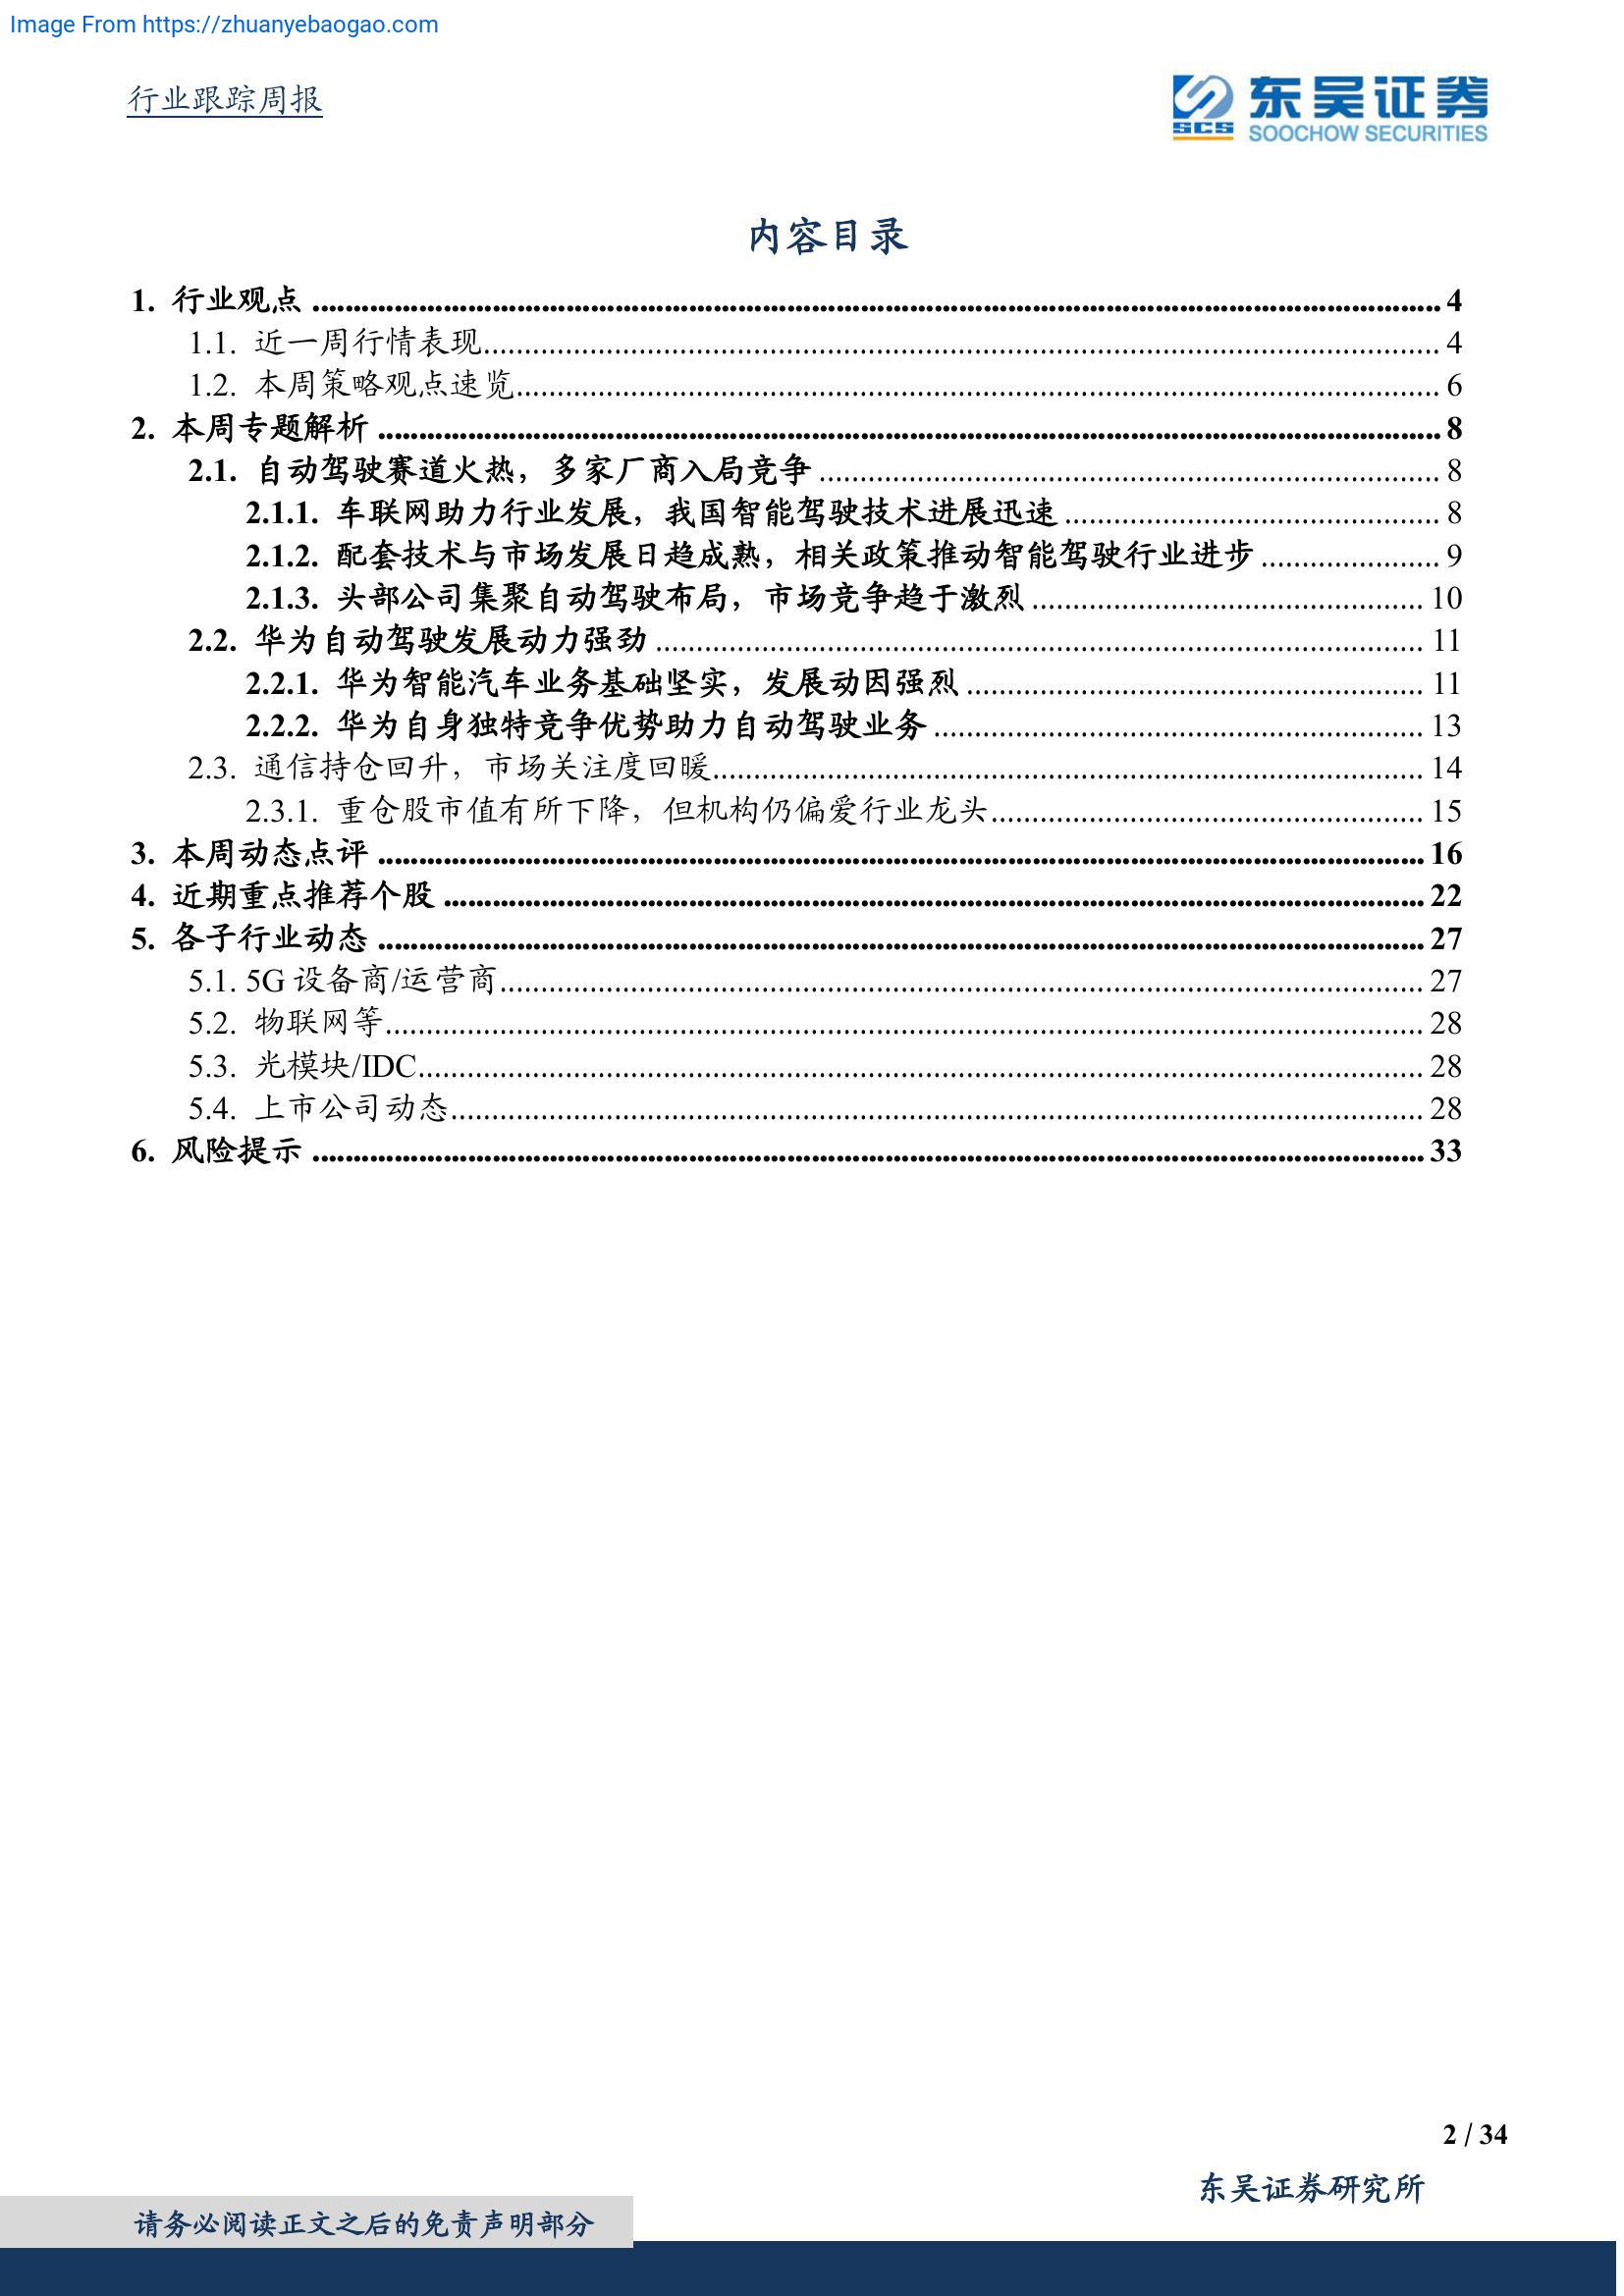 Image From https://zhuanyebaogao.com
行业跟踪周报
SCS 东吴证券
SOOCHOW SECURITIES
内容目录
1. 行业观点 4
1.1. 近一周行情表现 4
1.2. 本周策略观点速览 6
2. 本周专题解析 8
2.1. 自动驾驶赛道火热，多家厂商入局竞争 8
2.1.1. 车联网助力行业发展，我国智能驾驶技术进展迅速 8
2.1.2. 配套技术与市场发展日趋成熟，相关政策推动智能驾驶行业进步 9
2.1.3. 头部公司集聚自动驾驶布局，市场竞争趋于激烈 10
2.2. 华为自动驾驶发展动力强劲 11
2.2.1. 华为智能汽车业务基础坚实，发展动因强烈 11
2.2.2. 华为自身独特竞争优势助力自动驾驶业务 13
2.3. 通信持仓回升，市场关注度回暖 14
2.3.1. 重仓股市值有所下降，但机构仍偏爱行业龙头 15
3. 本周动态点评 16
4. 近期重点推荐个股 22
5. 各子行业动态 27
5.1. 5G 设备商/运营商 27
5.2. 物联网等 28
5.3. 光模块/IDC 28
5.4. 上市公司动态 28
6. 风险提示 33
2 / 34
东吴证券研究所
请务必阅读正文之后的免责声明部分